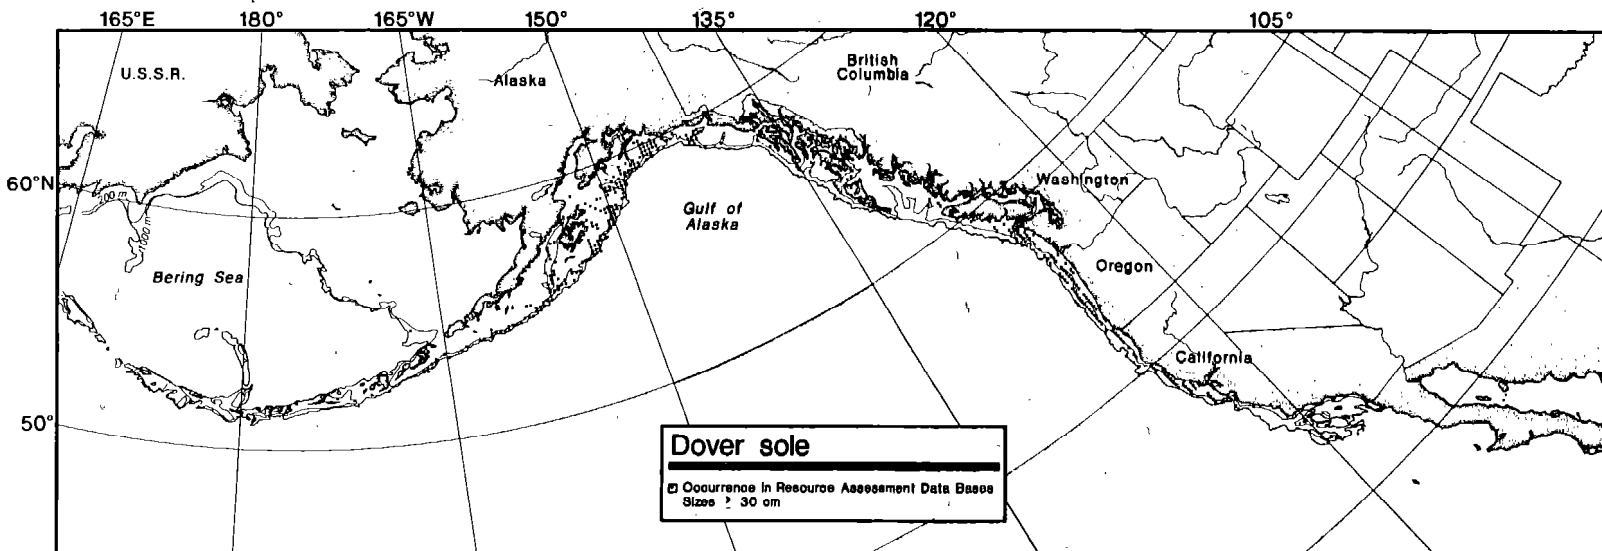 165°E 180° 165°W 150° 135° 120° 105°
U.S.S.R.
Alaska
British
Columbia
60°N
200 m
1000 m
Washington
Gulf of
Alaska
Bering Sea
Oregon
California
50°
Dover sole
Occurrence in Resource Assessment Data Bases
Sizes ≥ 30 cm